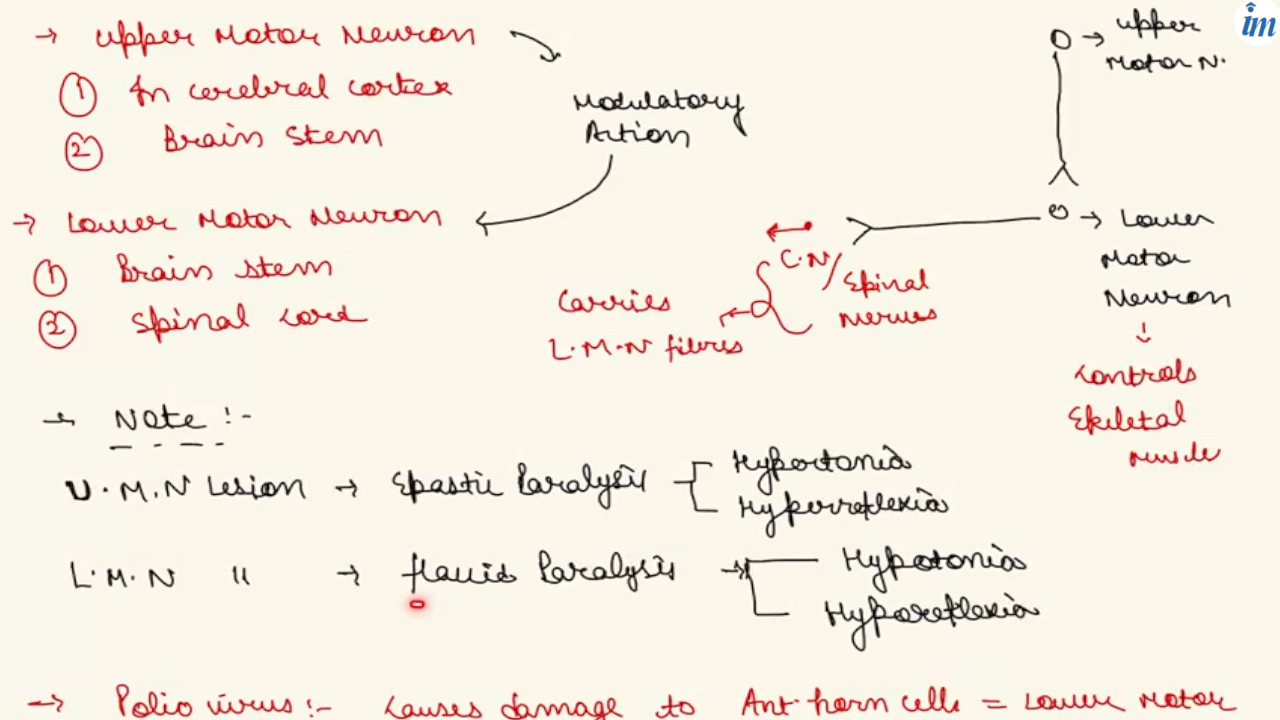 → Upper Motor Neuron
① In cerebral cortex
② Brain Stem
Modulatory
Action
→ Lower Motor Neuron
① Brain stem
② Spinal cord
→ upper
Motor N.
→ Lower
Motor
Neuron
↓
Controls
Skeletal
muscle
C.N/
Spinal
nerves
Carries
L.M.N fibres
→ Note :-
U.M.N Lesion → Spastic Paralysis
Hypertonia
Hyperreflexia
L.M.N " → flaccid Paralysis →
Hypotonia
Hyporeflexia
→ Polio virus :- Causes damage to Ant. horn cells = Lower Motor
im